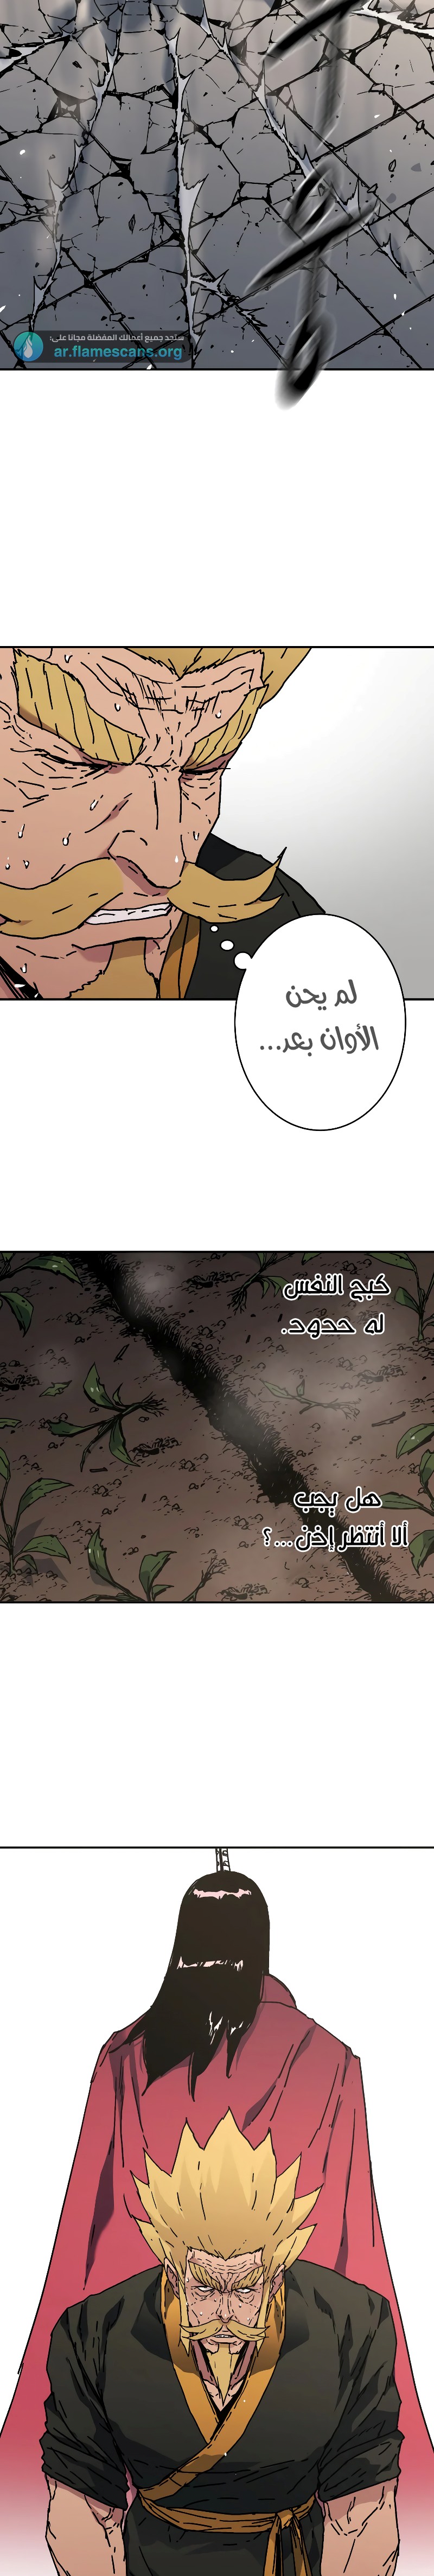 ستجد جميع أعمالك المفضلة مجانا على:
ar.flamescans.org
لم يحن
الأوان بعد...
كبح النفس
له حدود.
هل يجب
ألا أنتظر إذن...؟